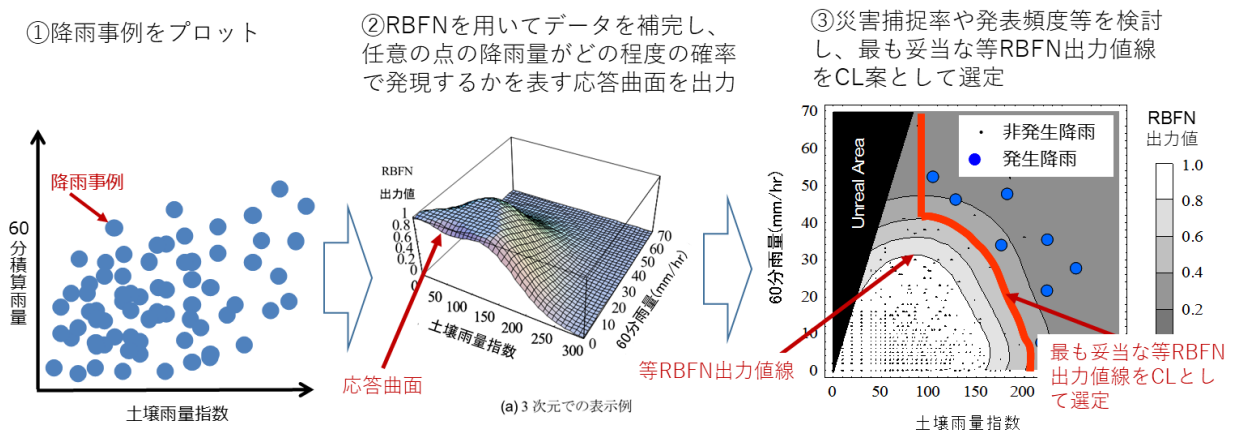 ①降雨事例をプロット
降雨事例
60分積算雨量
土壌雨量指数
②RBFNを用いてデータを補完し、
任意の点の降雨量がどの程度の確率
で発現するかを表す応答曲面を出力
RBFN
出力値
1
0.8
0.6
0.4
0.2
0
0
50
100
150
200
250
300
土壌雨量指数
0
10
20
30
40
50
60
70
60分雨量(mm/hr)
応答曲面
(a) 3 次元での表示例
③災害捕捉率や発表頻度等を検討
し、最も妥当な等RBFN出力値線
をCL案として選定
70
60
50
40
30
20
10
0
60分雨量(mm/hr)
Unreal Area
非発生降雨
発生降雨
RBFN
出力値
1.0
0.8
0.6
0.4
0.2
0
100
200
土壌雨量指数
等RBFN出力値線
最も妥当な等RBFN
出力値線をCLとし
て選定